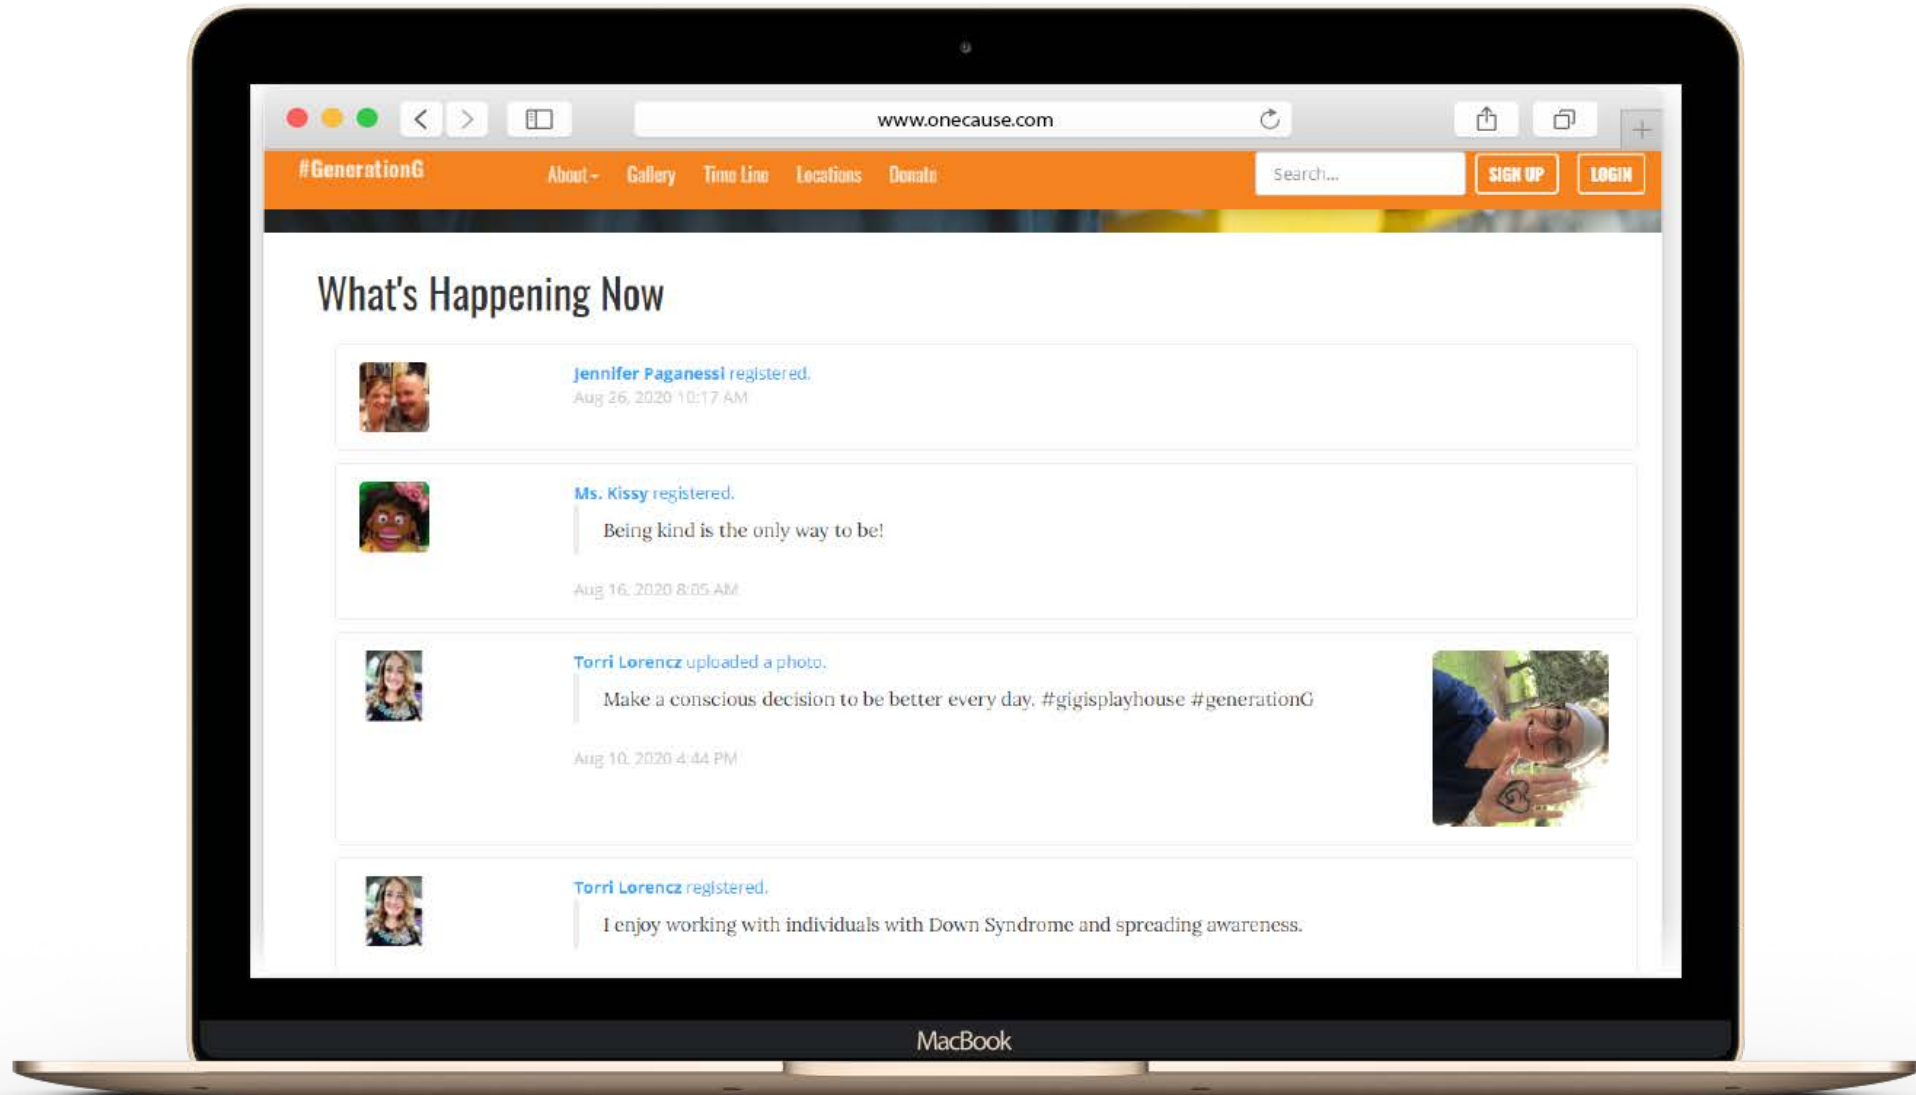 www.onecause.com
#GenerationG
About Gallery Time Line Locations Donate Search... SIGN UP LOGIN
What's Happening Now
Jennifer Paganessi registered.
Aug 26, 2020 10:17 AM
Ms. Kissy registered.
Being kind is the only way to be!
Aug 16, 2020 8:05 AM
Torri Lorencz uploaded a photo.
Make a conscious decision to be better every day. #gigisplayhouse #generationG
Aug 10, 2020 4:44 PM
Torri Lorencz registered.
I enjoy working with individuals with Down Syndrome and spreading awareness.
MacBook